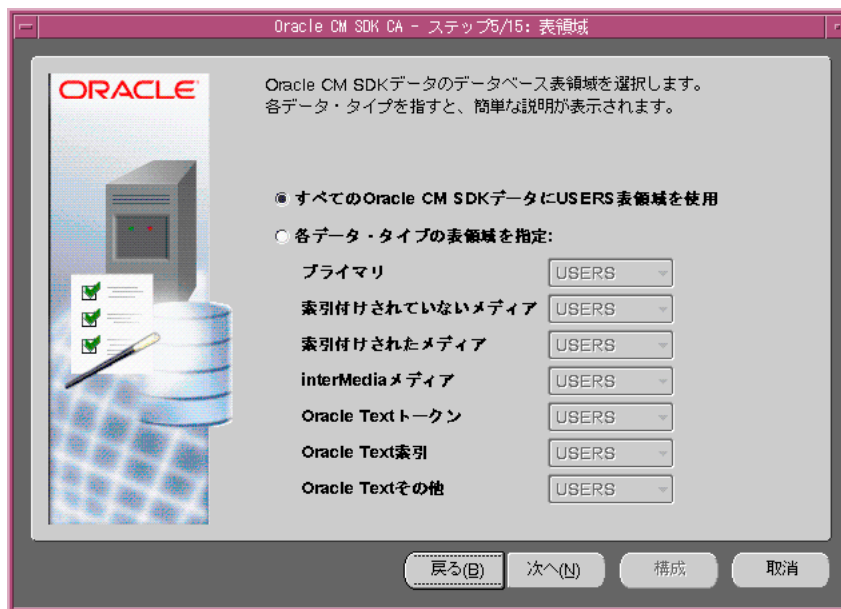 Oracle CM SDK CA - ステップ5/15: 表領域
ORACLE
Oracle CM SDKデータのデータベース表領域を選択します。
各データ・タイプを指すと、簡単な説明が表示されます。
すべてのOracle CM SDKデータにUSERS表領域を使用
各データ・タイプの表領域を指定:
プライマリ USERS
索引付けされていないメディア USERS
索引付けされたメディア USERS
interMediaメディア USERS
Oracle Textトークン USERS
Oracle Text索引 USERS
Oracle Textその他 USERS
戻る(B) 次へ(N) 構成 取消